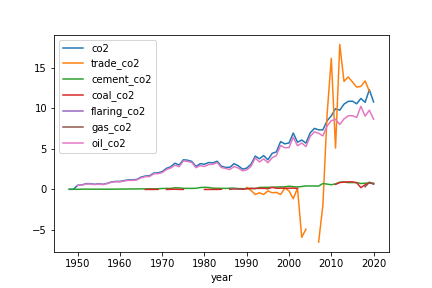 co2
trade_co2
cement_co2
coal_co2
flaring_co2
gas_co2
oil_co2
15
10
5
0
−5
1950 1960 1970 1980 1990 2000 2010 2020
year